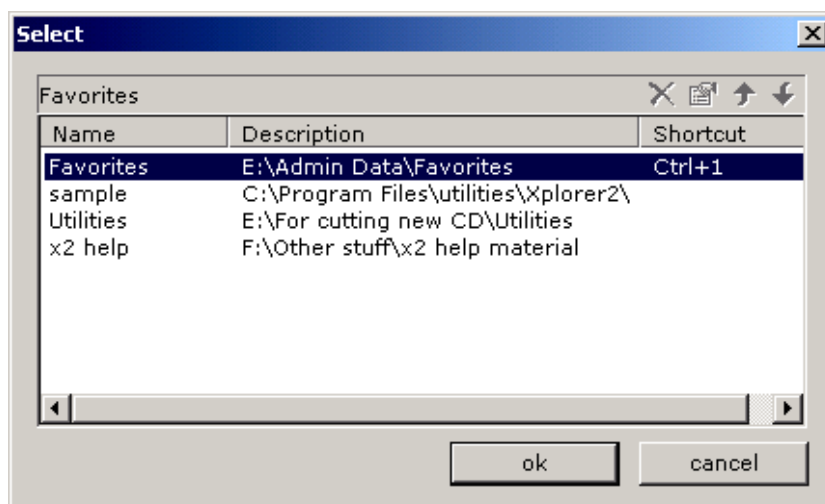 Select
Favorites
Name Description Shortcut
Favorites E:\Admin Data\Favorites Ctrl+1
sample C:\Program Files\utilities\Xplorer2\
Utilities E:\For cutting new CD\Utilities
x2 help F:\Other stuff\x2 help material
ok cancel